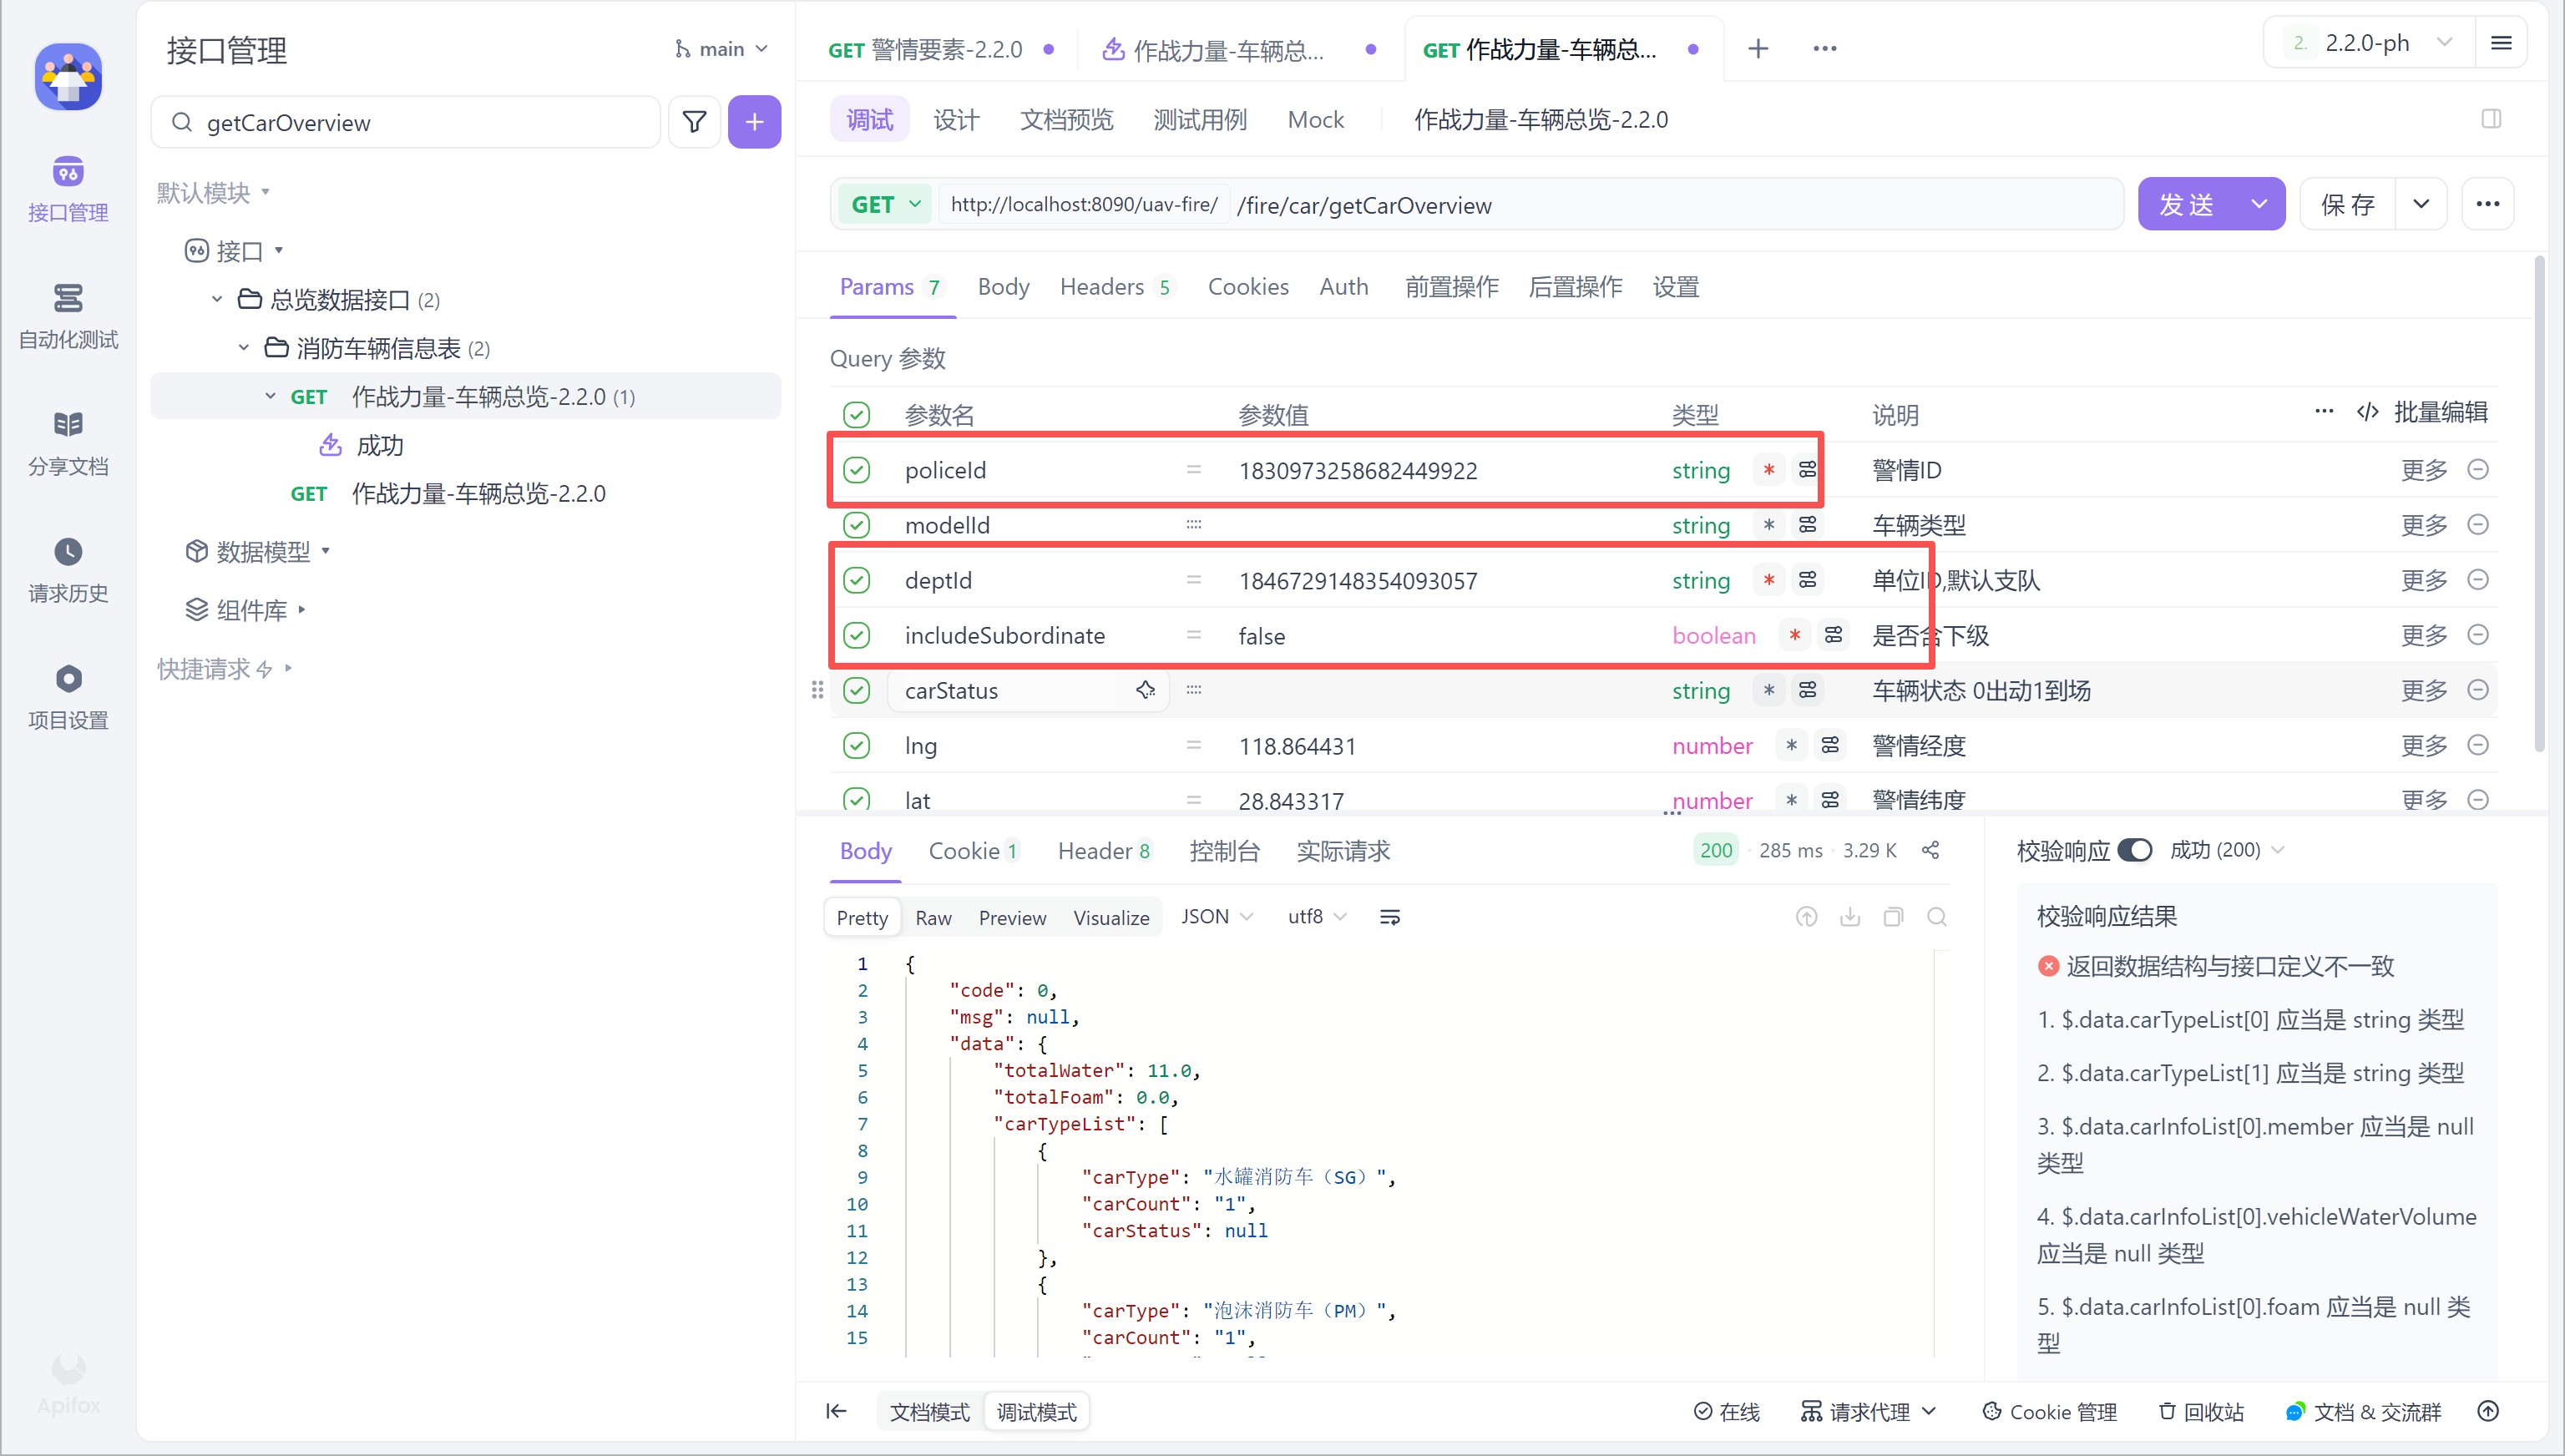 接口管理
自动化测试
分享文档
请求历史
项目设置
Apifox
接口管理
main
getCarOverview
默认模块
接口
总览数据接口 (2)
消防车辆信息表 (2)
GET 作战力量-车辆总览-2.2.0 (1)
成功
GET 作战力量-车辆总览-2.2.0
数据模型
组件库
快捷请求
GET 警情要素-2.2.0
作战力量-车辆总...
GET 作战力量-车辆总...
2. 2.2.0-ph
调试 设计 文档预览 测试用例 Mock 作战力量-车辆总览-2.2.0
GET http://localhost:8090/uav-fire/ /fire/car/getCarOverview 发送 保存
Params 7 Body Headers 5 Cookies Auth 前置操作 后置操作 设置
Query 参数
参数名 参数值 类型 说明 批量编辑
policeId = 1830973258682449922 string * 警情ID 更多
modelId string * 车辆类型 更多
deptId = 1846729148354093057 string * 单位ID,默认支队 更多
includeSubordinate = false boolean * 是否含下级 更多
carStatus string * 车辆状态 0出动1到场 更多
lng = 118.864431 number * 警情经度 更多
lat = 28.843317 number * 警情纬度 更多
Body Cookie 1 Header 8 控制台 实际请求 200 · 285 ms · 3.29 K
Pretty Raw Preview Visualize JSON utf8
1 {
2 "code": 0,
3 "msg": null,
4 "data": {
5 "totalWater": 11.0,
6 "totalFoam": 0.0,
7 "carTypeList": [
8 {
9 "carType": "水罐消防车（SG）",
10 "carCount": "1",
11 "carStatus": null
12 },
13 {
14 "carType": "泡沫消防车（PM）",
15 "carCount": "1",
校验响应 成功 (200)
校验响应结果
返回数据结构与接口定义不一致
1. $.data.carTypeList[0] 应当是 string 类型
2. $.data.carTypeList[1] 应当是 string 类型
3. $.data.carInfoList[0].member 应当是 null
类型
4. $.data.carInfoList[0].vehicleWaterVolume
应当是 null 类型
5. $.data.carInfoList[0].foam 应当是 null 类
型
文档模式 调试模式 在线 请求代理 Cookie 管理 回收站 文档 & 交流群